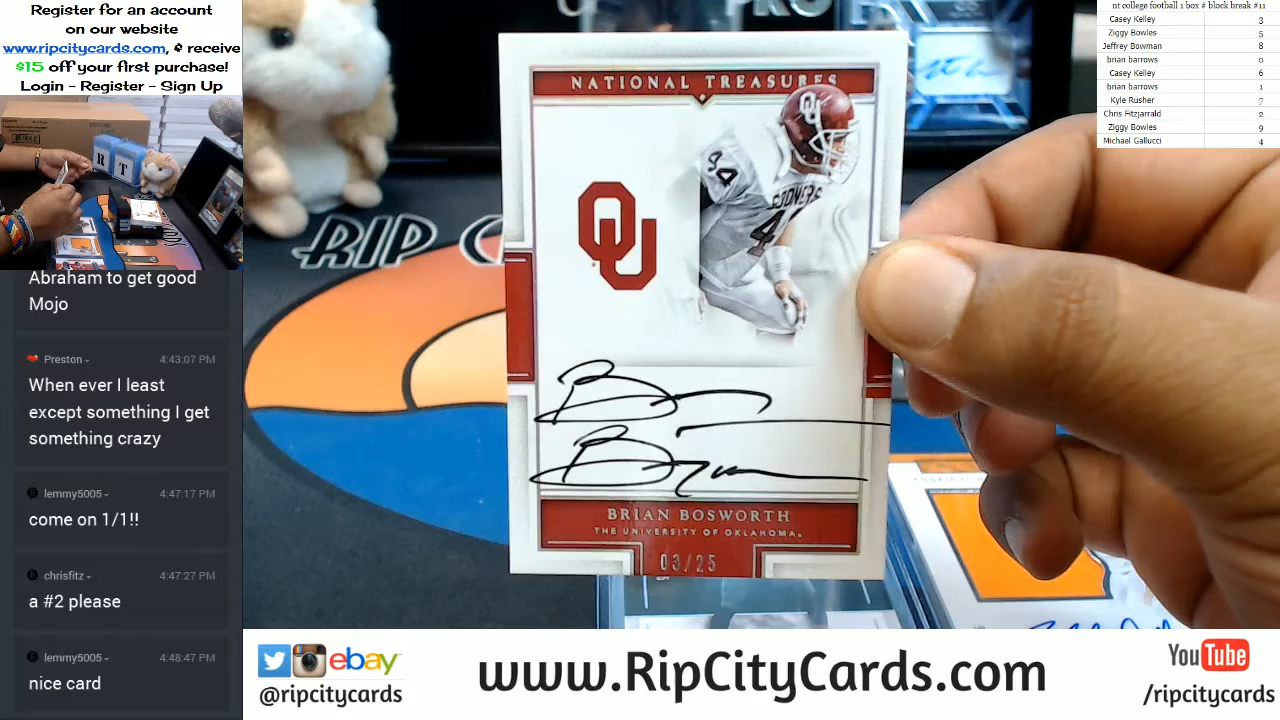 Register for an account
on our website
www.ripcitycards.com, & receive
$15 off your first purchase!
Login - Register - Sign Up
R T
Abraham to get good
Mojo
Preston
4:43:07 PM
When ever I least
except something I get
something crazy
lemmy5005
4:47:17 PM
come on 1/1!!
chrisfitz
4:47:27 PM
a #2 please
lemmy5005
4:48:47 PM
nice card
RIP C
NATIONAL TREASURES
OU
44
SOONERS
44
OU
BRIAN BOSWORTH
THE UNIVERSITY OF OKLAHOMA
03/25
nt college football 1 box # block break #11
Casey Kelley 3
Ziggy Bowles 5
Jeffrey Bowman 8
brian barrows 0
Casey Kelley 6
brian barrows 1
Kyle Rusher 7
Chris Fitzjarrald 2
Ziggy Bowles 9
Michael Gallucci 4
ebay
@ripcitycards
www.RipCityCards.com
YouTube
/ripcitycards